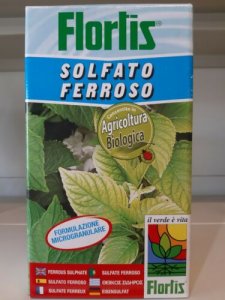 Flortis
SOLFATO
FERROSO
Consentito in
Agricoltura
Biologica
FORMULAZIONE
MICROGRANULARE
il verde è vita
FERROUS SULPHATE
SULFATO FERROSO
SULFATO FERROSO
SULFATE FERREUX
EISENSULFAT
Flortis